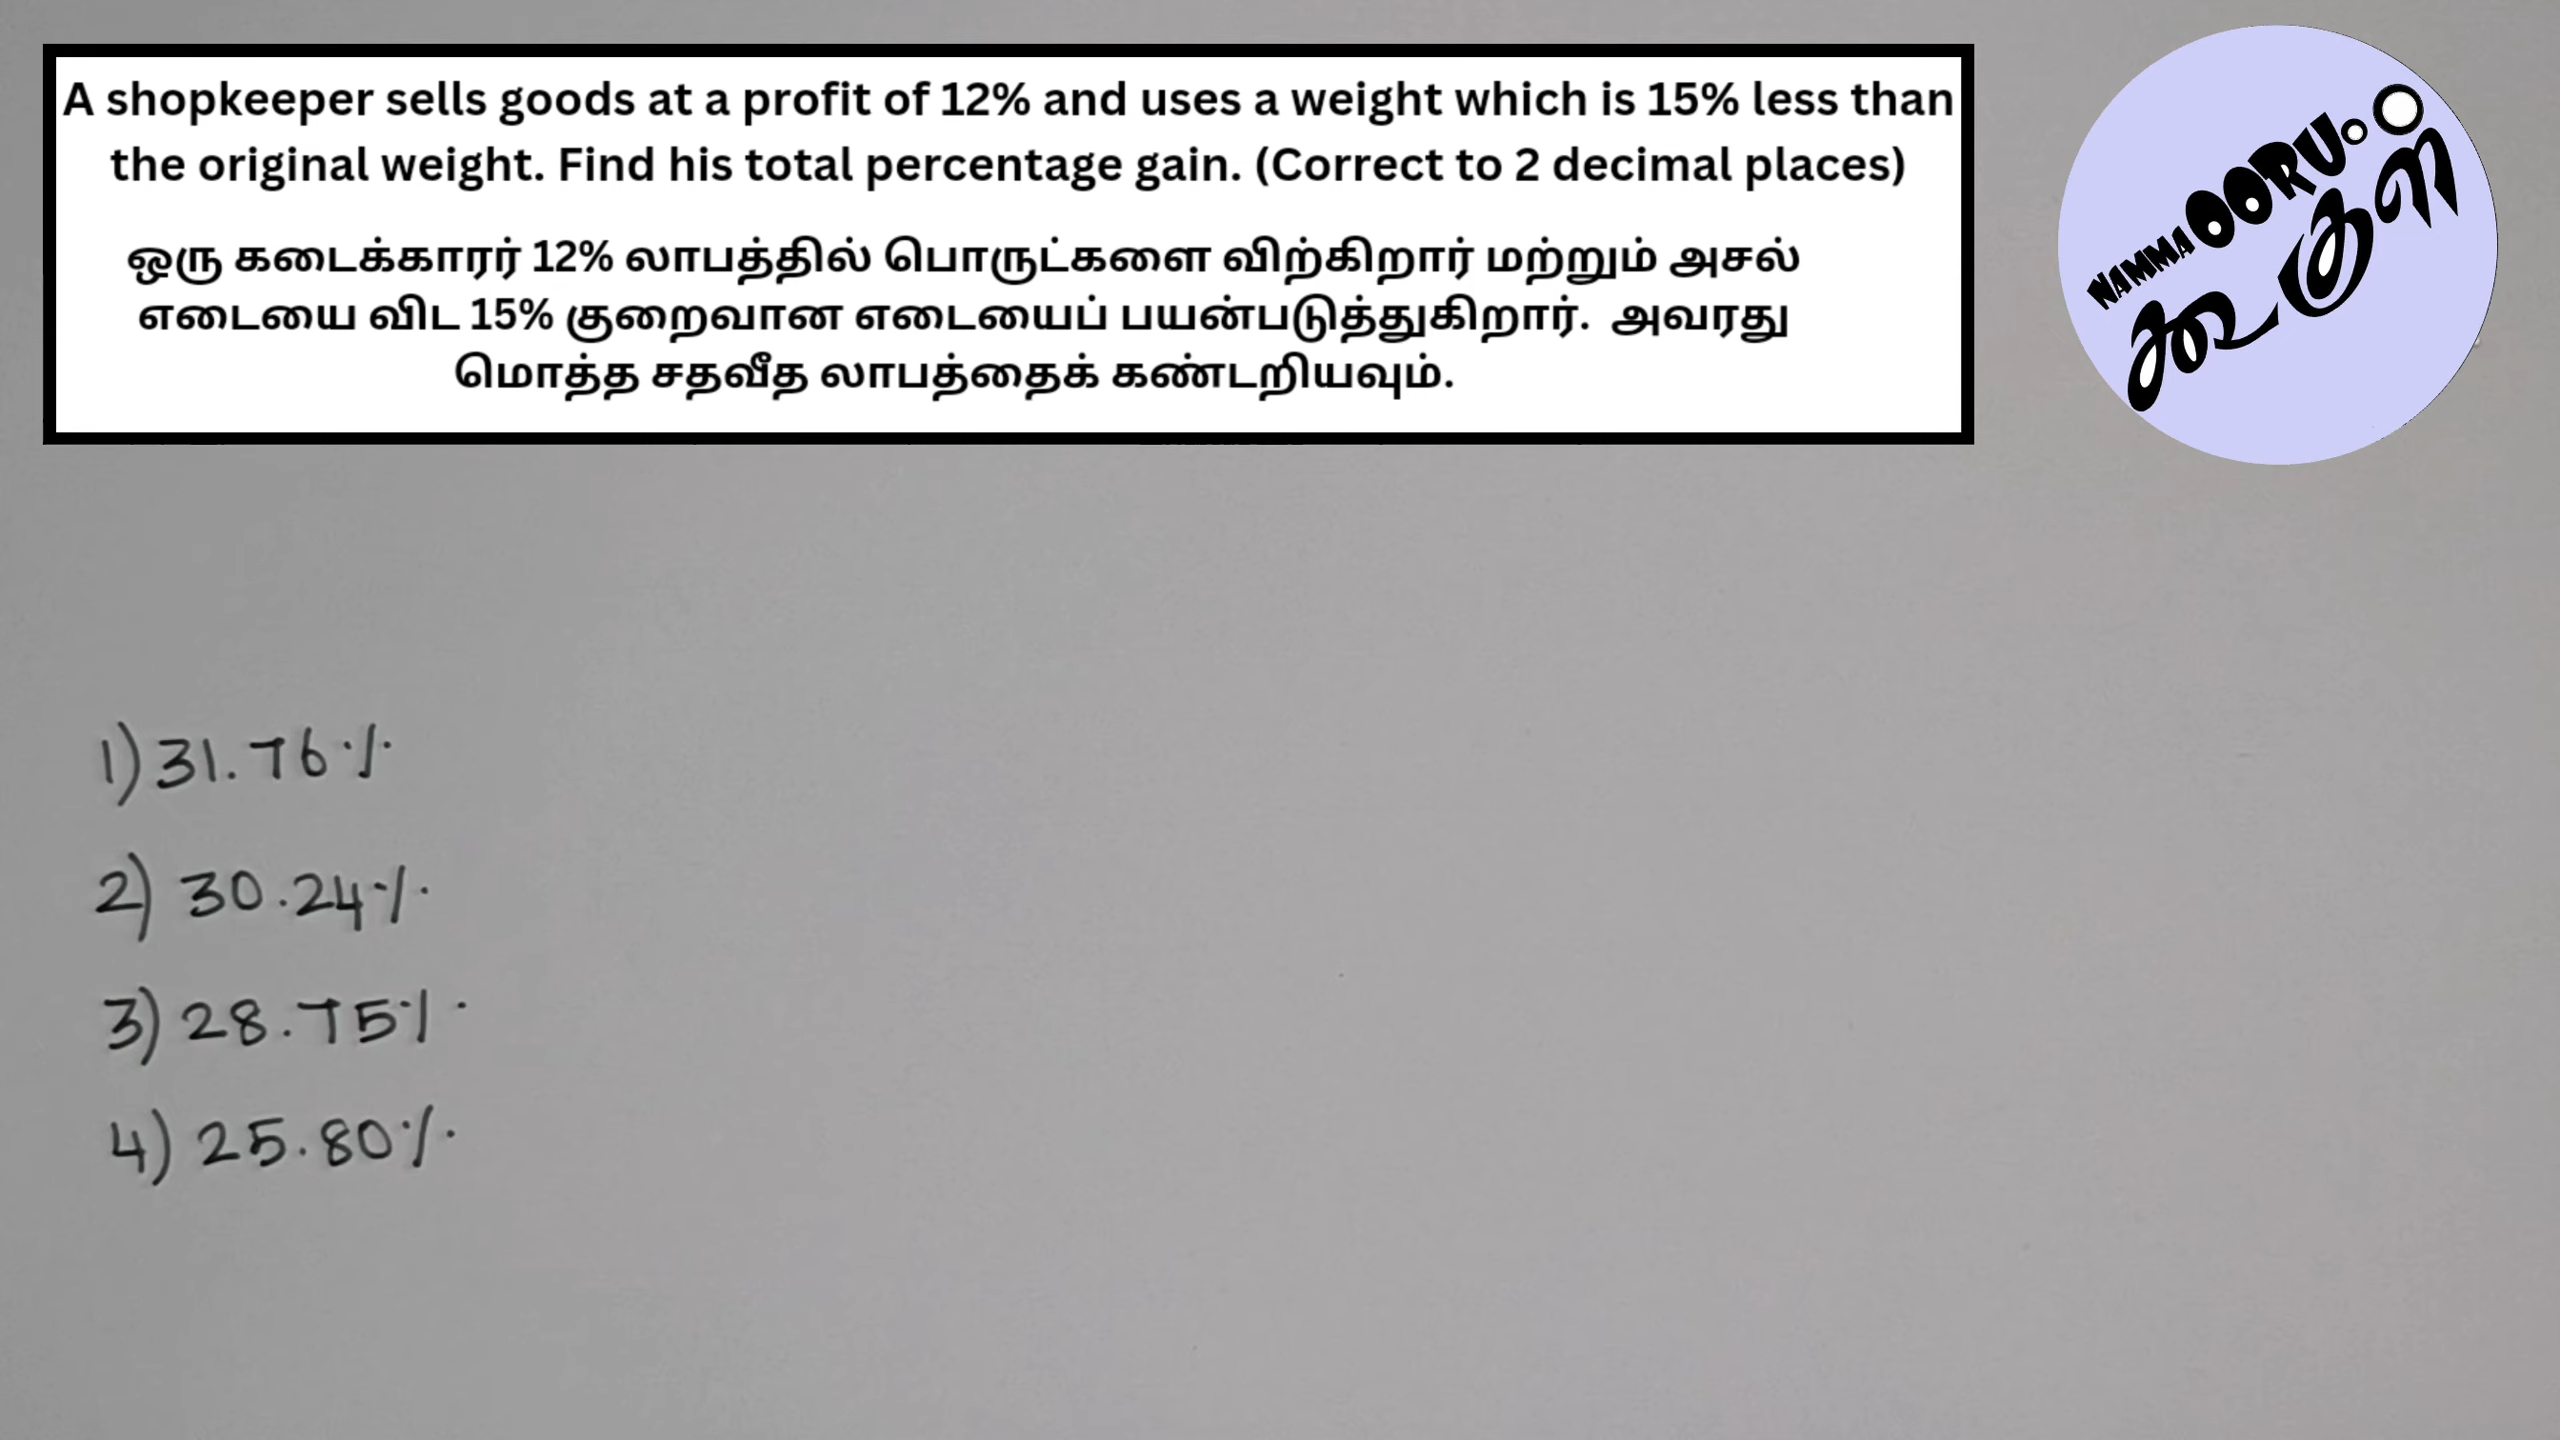 A shopkeeper sells goods at a profit of 12% and uses a weight which is 15% less than
the original weight. Find his total percentage gain. (Correct to 2 decimal places)
ஒரு கடைக்காரர் 12% லாபத்தில் பொருட்களை விற்கிறார் மற்றும் அசல்
எடையை விட 15% குறைவான எடையைப் பயன்படுத்துகிறார். அவரது
மொத்த சதவீத லாபத்தைக் கண்டறியவும்.
NAMMA OORU
கூகுள்
1) 31.76%
2) 30.24%
3) 28.75%
4) 25.80%